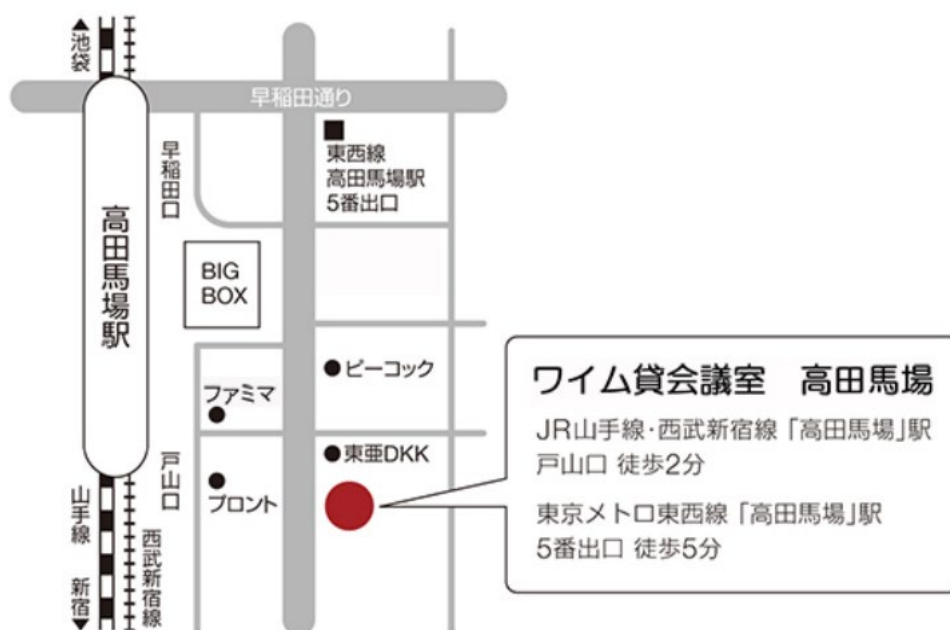 ▲池袋
早稲田通り
早稲田口
■
東西線
高田馬場駅
5番出口
高田馬場駅
BIG
BOX
●ピーコック
ファミマ
●
●東亜DKK
戸山口
●
プロント
山手線
新宿▼
西武新宿線
ワイム貸会議室 高田馬場
JR山手線・西武新宿線「高田馬場」駅
戸山口 徒歩2分
東京メトロ東西線「高田馬場」駅
5番出口 徒歩5分